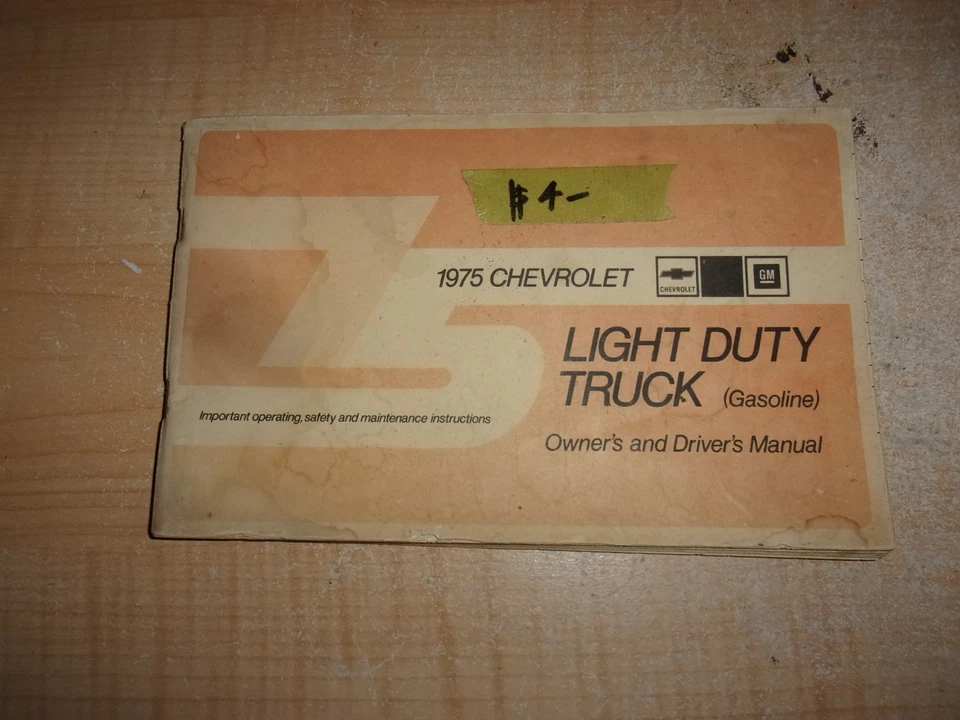 $4-
1975 CHEVROLET
CHEVROLET
GM
LIGHT DUTY
TRUCK (Gasoline)
Important operating, safety and maintenance instructions
Owner's and Driver's Manual
75